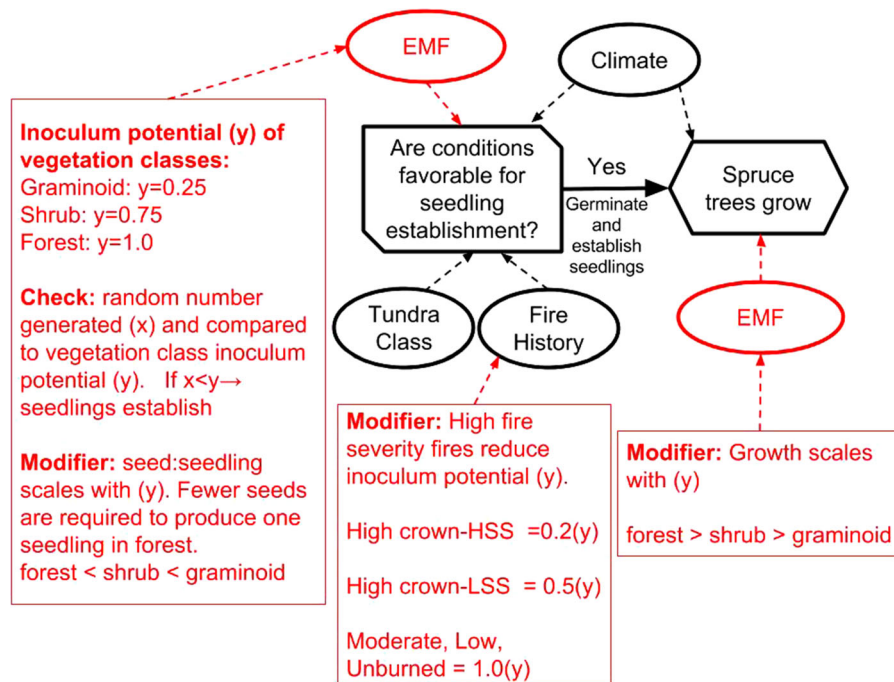 EMF
Climate
Inoculum potential (y) of
vegetation classes:
Graminoid: y=0.25
Shrub: y=0.75
Forest: y=1.0
Check: random number
generated (x) and compared
to vegetation class inoculum
potential (y). If x<y→
seedlings establish
Modifier: seed:seedling
scales with (y). Fewer seeds
are required to produce one
seedling in forest.
forest < shrub < graminoid
Are conditions
favorable for
seedling
establishment?
Yes
Germinate
and
establish
seedlings
Spruce
trees grow
Tundra
Class
Fire
History
EMF
Modifier: High fire
severity fires reduce
inoculum potential (y).
High crown-HSS =0.2(y)
High crown-LSS = 0.5(y)
Moderate, Low,
Unburned = 1.0(y)
Modifier: Growth scales
with (y)
forest > shrub > graminoid